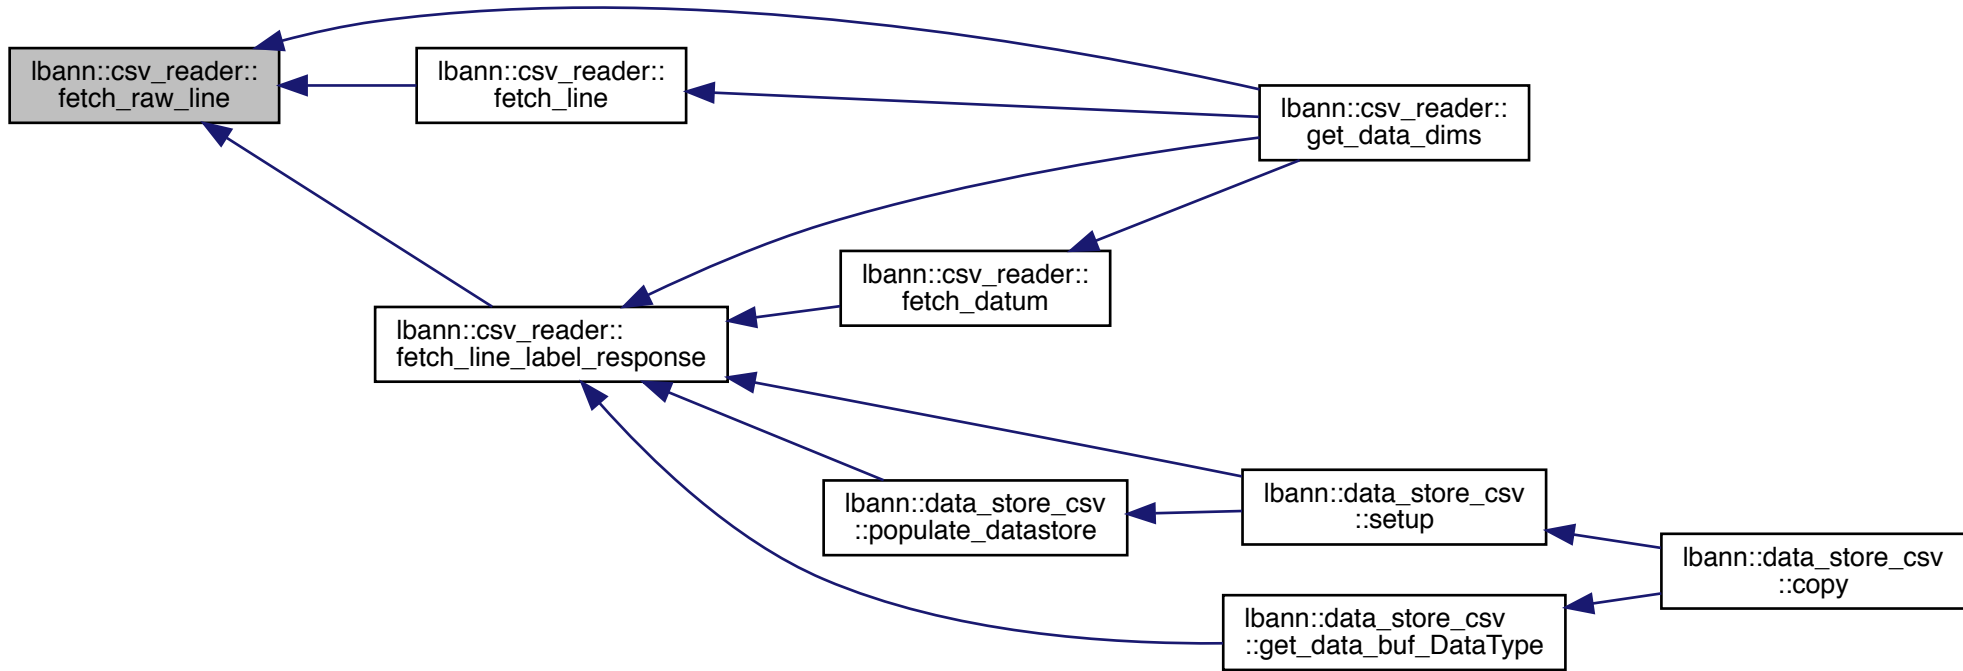 lbann::csv_reader::
fetch_raw_line
lbann::csv_reader::
fetch_line
lbann::csv_reader::
get_data_dims
lbann::csv_reader::
fetch_datum
lbann::csv_reader::
fetch_line_label_response
lbann::data_store_csv
::populate_datastore
lbann::data_store_csv
::setup
lbann::data_store_csv
::copy
lbann::data_store_csv
::get_data_buf_DataType